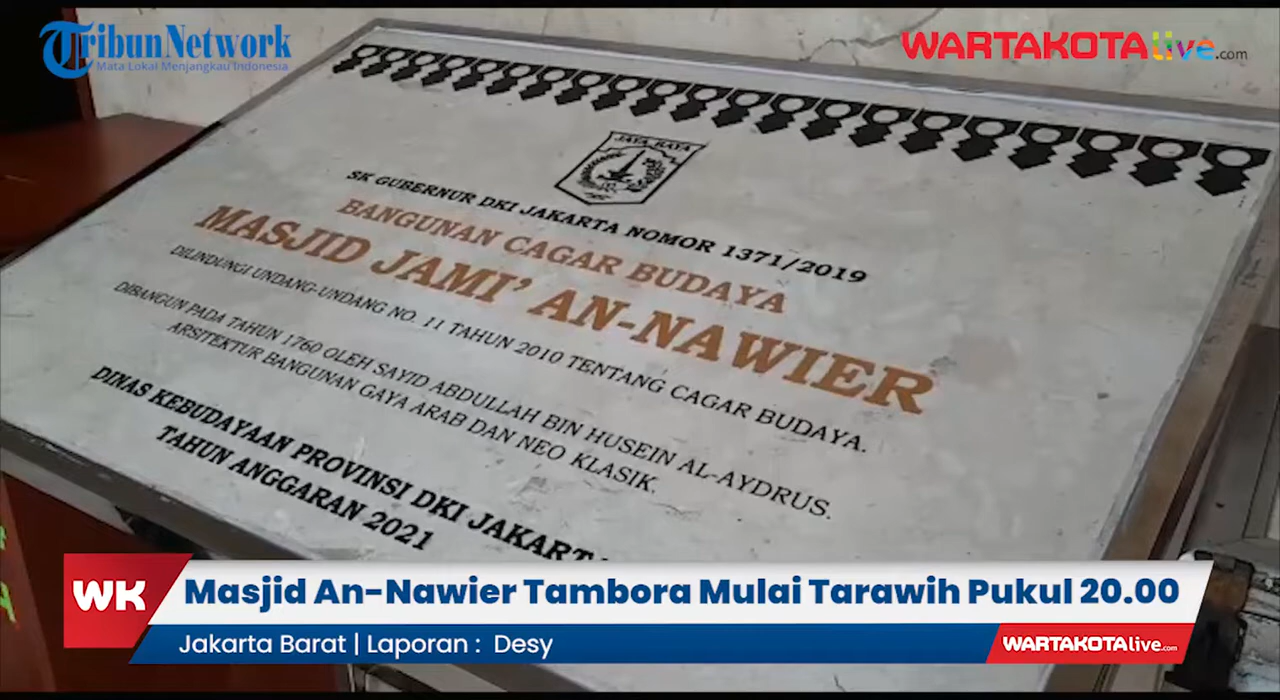 TribunNetwork
Mata Lokal Menjangkau Indonesia
WARTAKOTAlive.com
JAYA RAYA
SK GUBERNUR DKI JAKARTA NOMOR 1371/2019
BANGUNAN CAGAR BUDAYA
MASJID JAMI' AN-NAWIER
DILINDUNGI UNDANG-UNDANG NO. 11 TAHUN 2010 TENTANG CAGAR BUDAYA.
DIBANGUN PADA TAHUN 1760 OLEH SAYID ABDULLAH BIN HUSEIN AL-AYDRUS.
ARSITEKTUR BANGUNAN GAYA ARAB DAN NEO KLASIK.
DINAS KEBUDAYAAN PROVINSI DKI JAKART
TAHUN ANGGARAN 2021
WK
Masjid An-Nawier Tambora Mulai Tarawih Pukul 20.00
Jakarta Barat | Laporan : Desy
WARTAKOTAlive.com